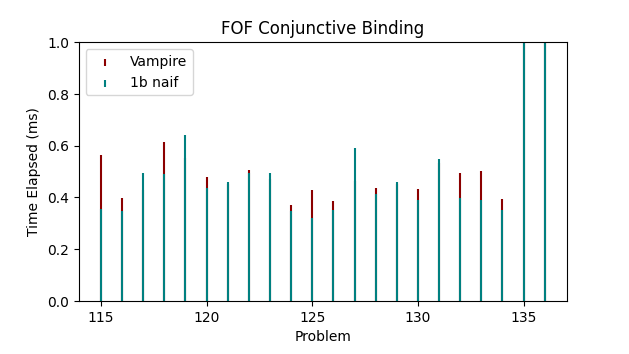 FOF Conjunctive Binding
Time Elapsed (ms)
1.0
0.8
0.6
0.4
0.2
0.0
Vampire
1b naif
115 120 125 130 135
Problem